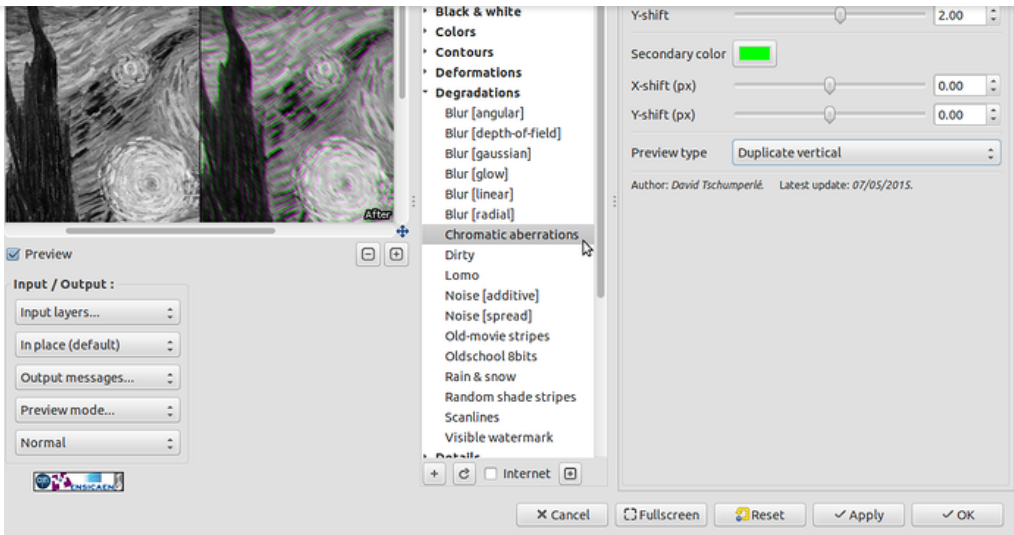 After
Preview
Input / Output :
Input layers...
In place (default)
Output messages...
Preview mode...
Normal
ENSICAEN
Black & white
Colors
Contours
Deformations
Degradations
Blur [angular]
Blur [depth-of-field]
Blur [gaussian]
Blur [glow]
Blur [linear]
Blur [radial]
Chromatic aberrations
Dirty
Lomo
Noise [additive]
Noise [spread]
Old-movie stripes
Oldschool 8bits
Rain & snow
Random shade stripes
Scanlines
Visible watermark
Details
Internet
Y-shift 2.00
Secondary color
X-shift (px) 0.00
Y-shift (px) 0.00
Preview type Duplicate vertical
Author: David Tschumperlé. Latest update: 07/05/2015.
Cancel Fullscreen Reset Apply OK